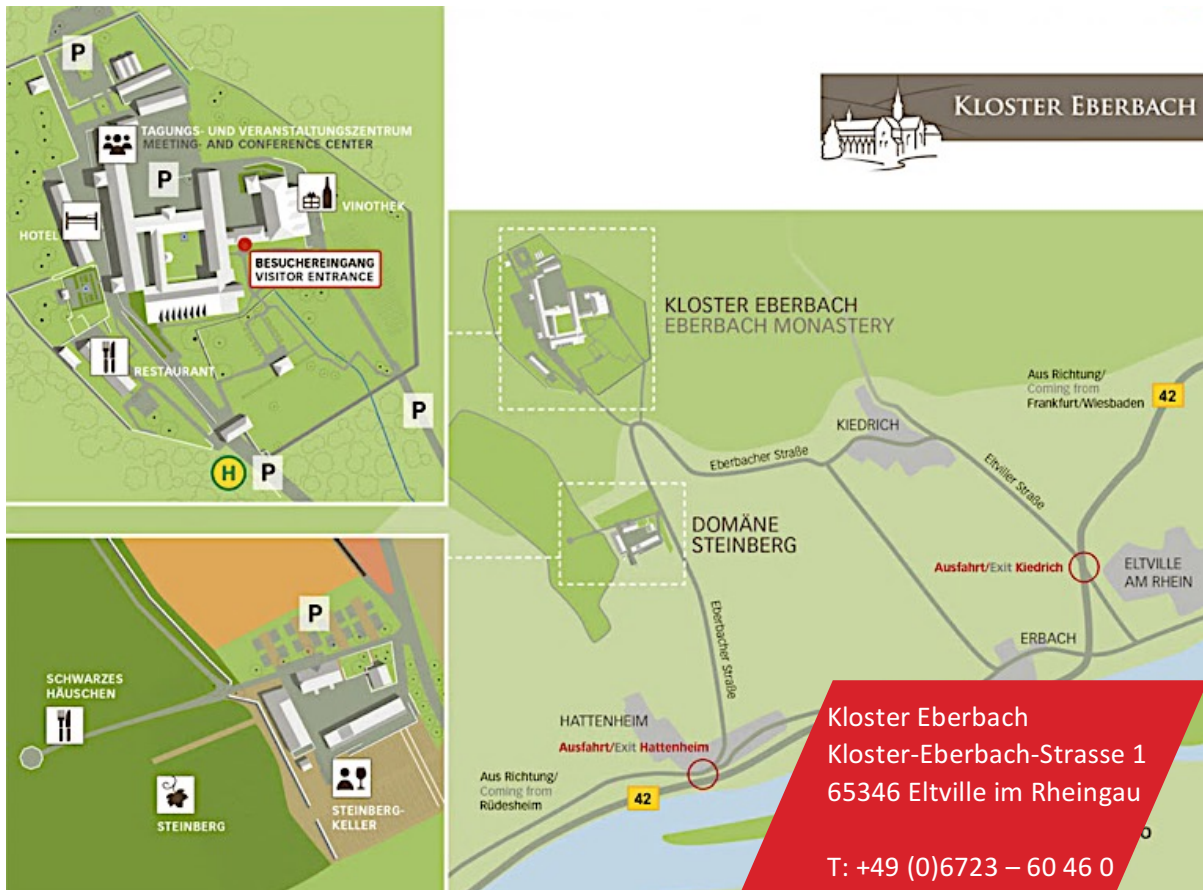 P
TAGUNGS- UND VERANSTALTUNGSZENTRUM
MEETING- AND CONFERENCE CENTER
P
VINOTHEK
HOTEL
BESUCHEREINGANG
VISITOR ENTRANCE
RESTAURANT
P
H
P
KLOSTER EBERBACH
KLOSTER EBERBACH
EBERBACH MONASTERY
Aus Richtung/
Coming from
Frankfurt/Wiesbaden
42
KIEDRICH
Eberbacher Straße
Eltviller Straße
DOMÄNE
STEINBERG
Ausfahrt/Exit Kiedrich
ELTVILLE
AM RHEIN
ERBACH
Eberbacher Straße
HATTENHEIM
Ausfahrt/Exit Hattenheim
Aus Richtung/
Coming from
Rüdesheim
42
P
SCHWARZES
HÄUSCHEN
STEINBERG
STEINBERG-
KELLER
Kloster Eberbach
Kloster-Eberbach-Strasse 1
65346 Eltville im Rheingau
T: +49 (0)6723 – 60 46 0